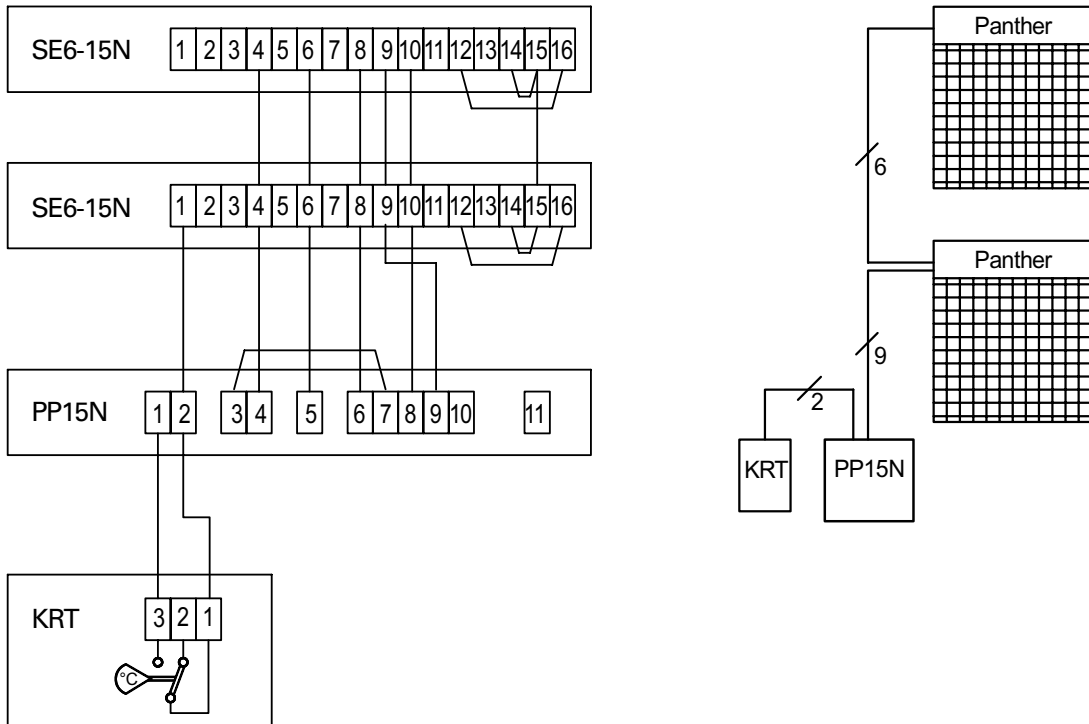 SE6-15N 1 2 3 4 5 6 7 8 9 10 11 12 13 14 15 16
SE6-15N 1 2 3 4 5 6 7 8 9 10 11 12 13 14 15 16
PP15N 1 2 3 4 5 6 7 8 9 10 11
KRT 3 2 1
°C
Panther
6
Panther
9
2
KRT PP15N